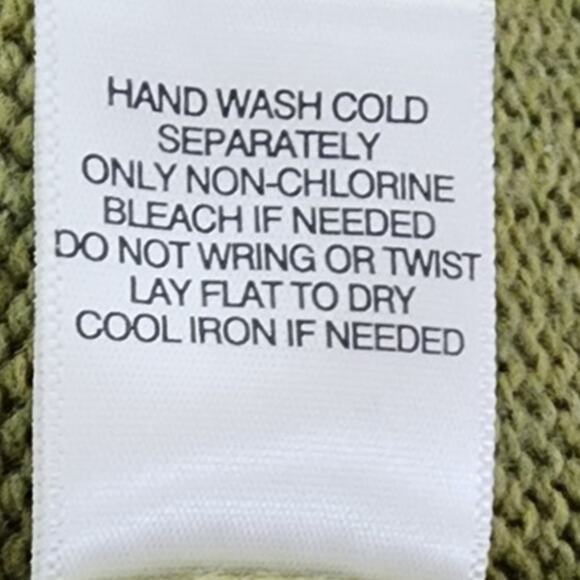 HAND WASH COLD
SEPARATELY
ONLY NON-CHLORINE
BLEACH IF NEEDED
DO NOT WRING OR TWIST
LAY FLAT TO DRY
COOL IRON IF NEEDED